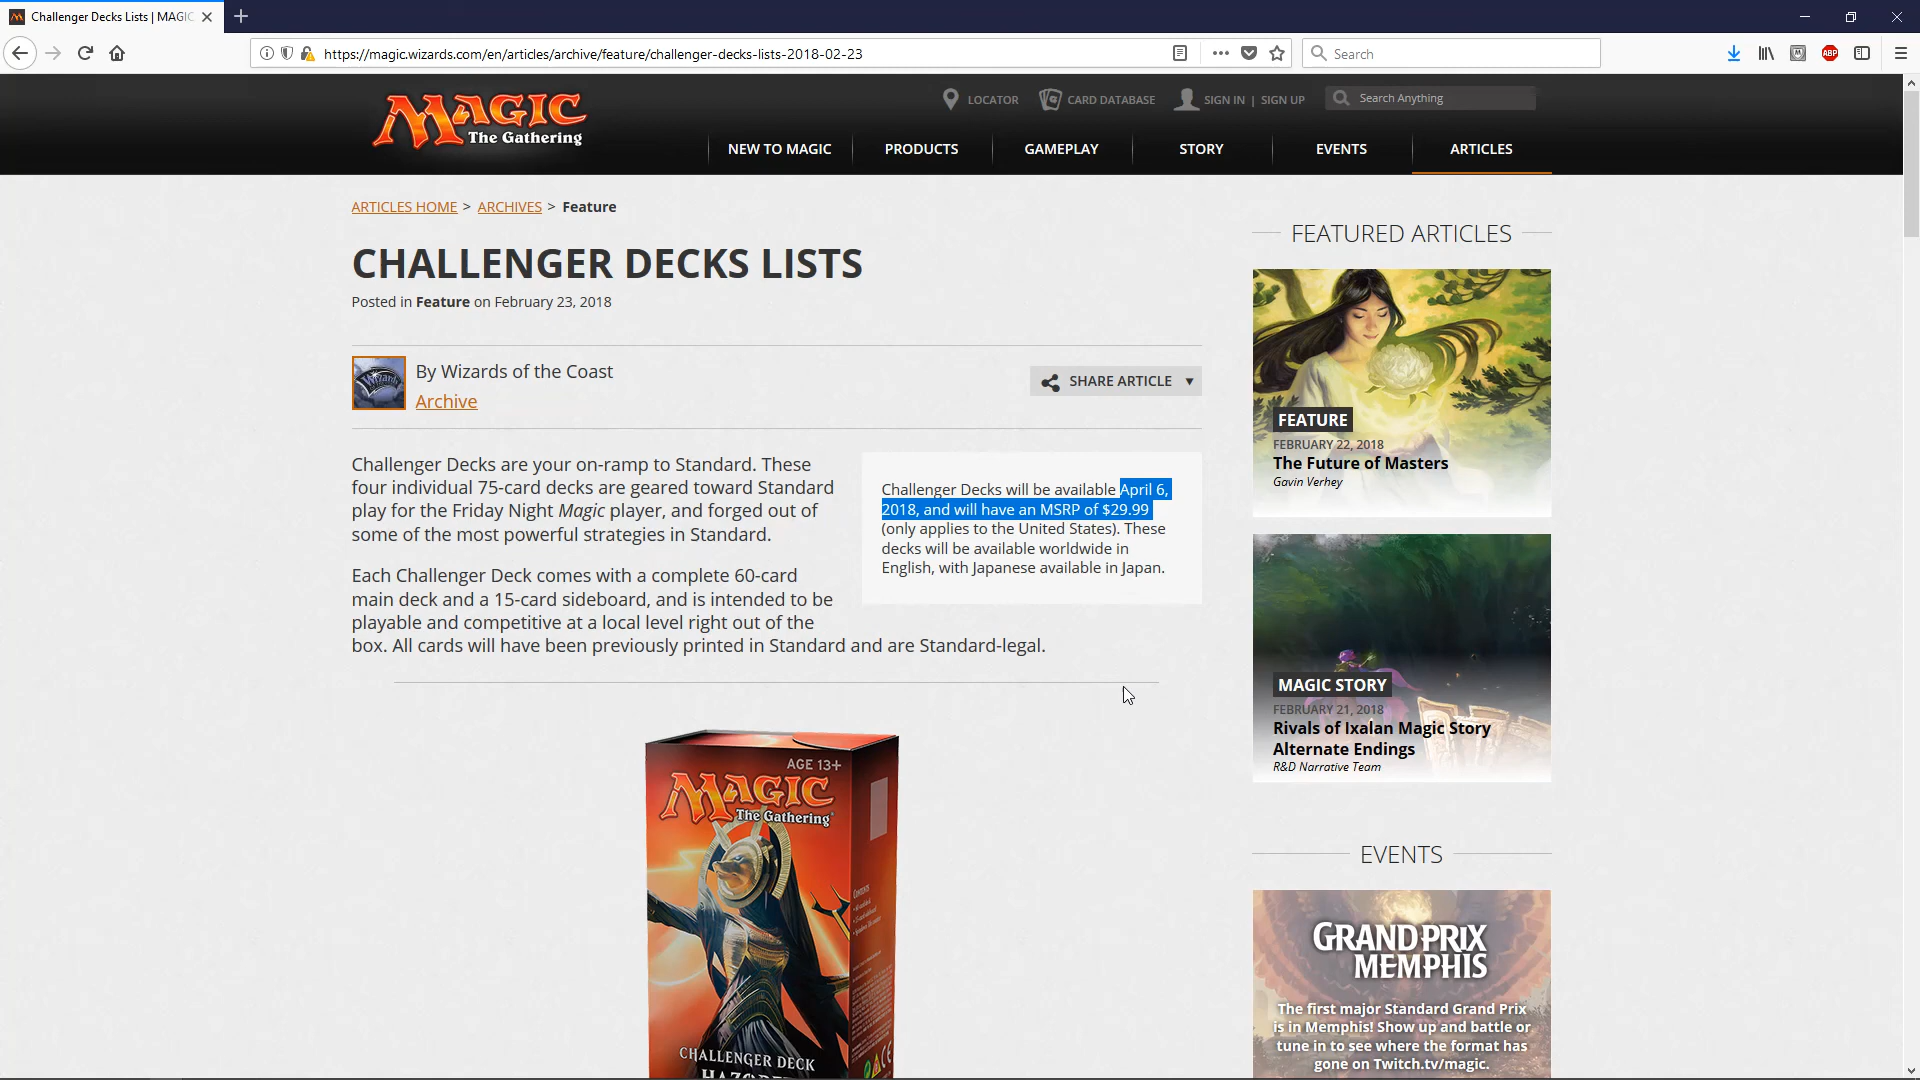 Challenger Decks Lists | MAGIC
https://magic.wizards.com/en/articles/archive/feature/challenger-decks-lists-2018-02-23
Search
ABP
MAGIC
The Gathering
LOCATOR
CARD DATABASE
SIGN IN | SIGN UP
Search Anything
NEW TO MAGIC
PRODUCTS
GAMEPLAY
STORY
EVENTS
ARTICLES
ARTICLES HOME > ARCHIVES > Feature
CHALLENGER DECKS LISTS
Posted in Feature on February 23, 2018
Wizards
By Wizards of the Coast
Archive
SHARE ARTICLE
Challenger Decks are your on-ramp to Standard. These
four individual 75-card decks are geared toward Standard
play for the Friday Night Magic player, and forged out of
some of the most powerful strategies in Standard.
Each Challenger Deck comes with a complete 60-card
main deck and a 15-card sideboard, and is intended to be
playable and competitive at a local level right out of the
box. All cards will have been previously printed in Standard and are Standard-legal.
Challenger Decks will be available April 6,
2018, and will have an MSRP of $29.99
(only applies to the United States). These
decks will be available worldwide in
English, with Japanese available in Japan.
AGE 13+
MAGIC
The Gathering
CHALLENGER DECK
FEATURED ARTICLES
FEATURE
FEBRUARY 22, 2018
The Future of Masters
Gavin Verhey
MAGIC STORY
FEBRUARY 21, 2018
Rivals of Ixalan Magic Story
Alternate Endings
R&D Narrative Team
EVENTS
GRAND PRIX
MEMPHIS
The first major Standard Grand Prix
is in Memphis! Show up and battle or
tune in to see where the format has
gone on Twitch.tv/magic.